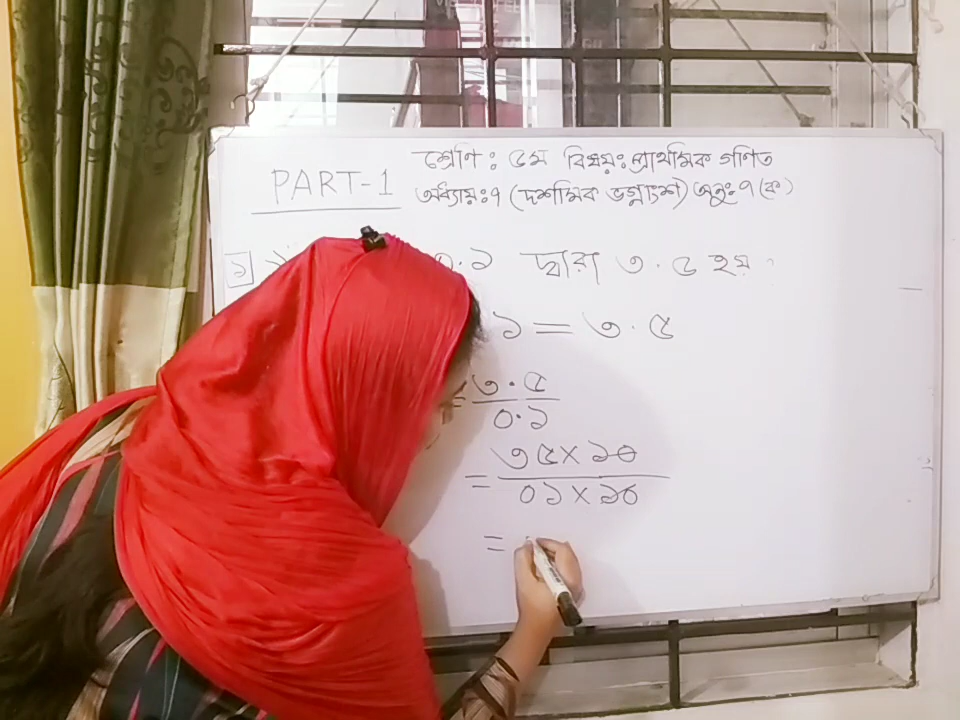 PART-1
শ্রেণি: ৫ম বিষয়: প্রাথমিক গণিত
অধ্যায়: ৭ (দশমিক ভগ্নাংশ) অনু: ৭ (ক)
১ ০.১ দ্বারা ৩.৫ হয়
১ = ৩.৫
= ৩.৫
০.১
= ৩৫×১০
০১×১০
=